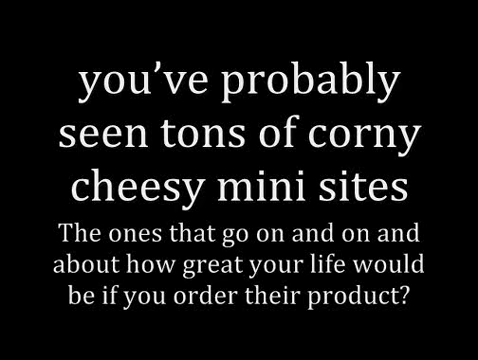 you’ve probably
seen tons of corny
cheesy mini sites
The ones that go on and on and
about how great your life would
be if you order their product?